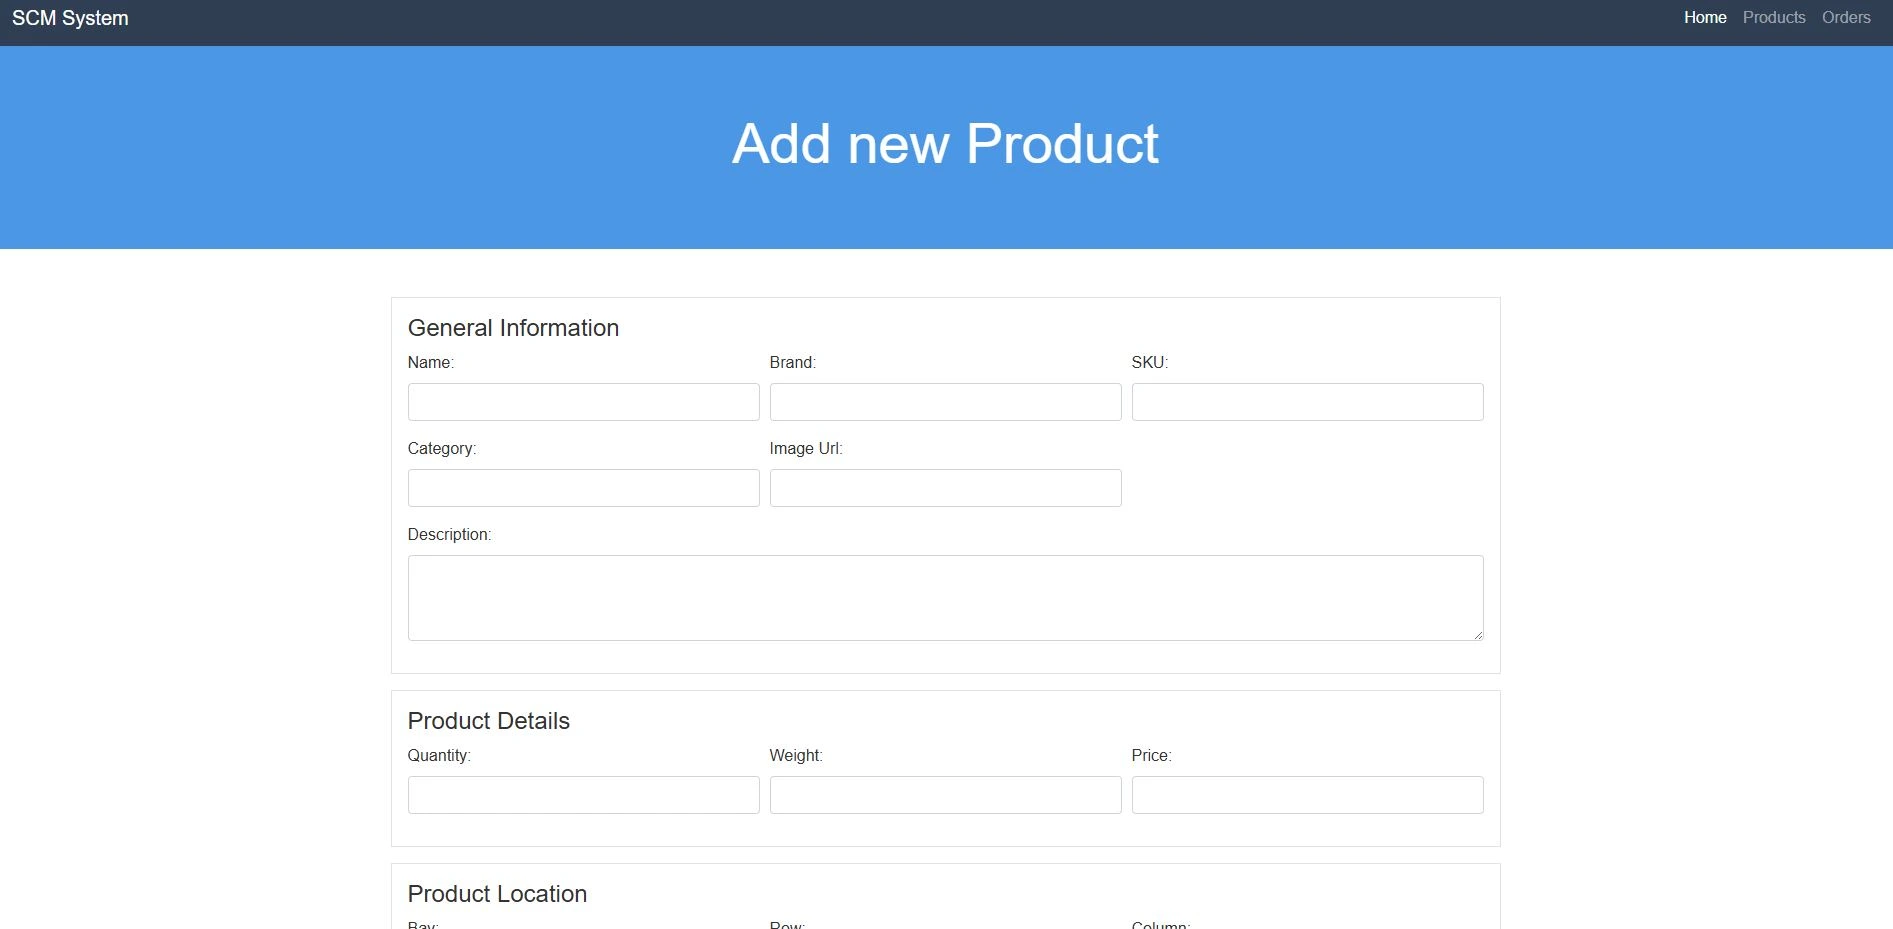 SCM System
Home Products Orders
Add new Product
General Information
Name: Brand: SKU:
Category: Image Url:
Description:
Product Details
Quantity: Weight: Price:
Product Location
Bay: Row: Column: